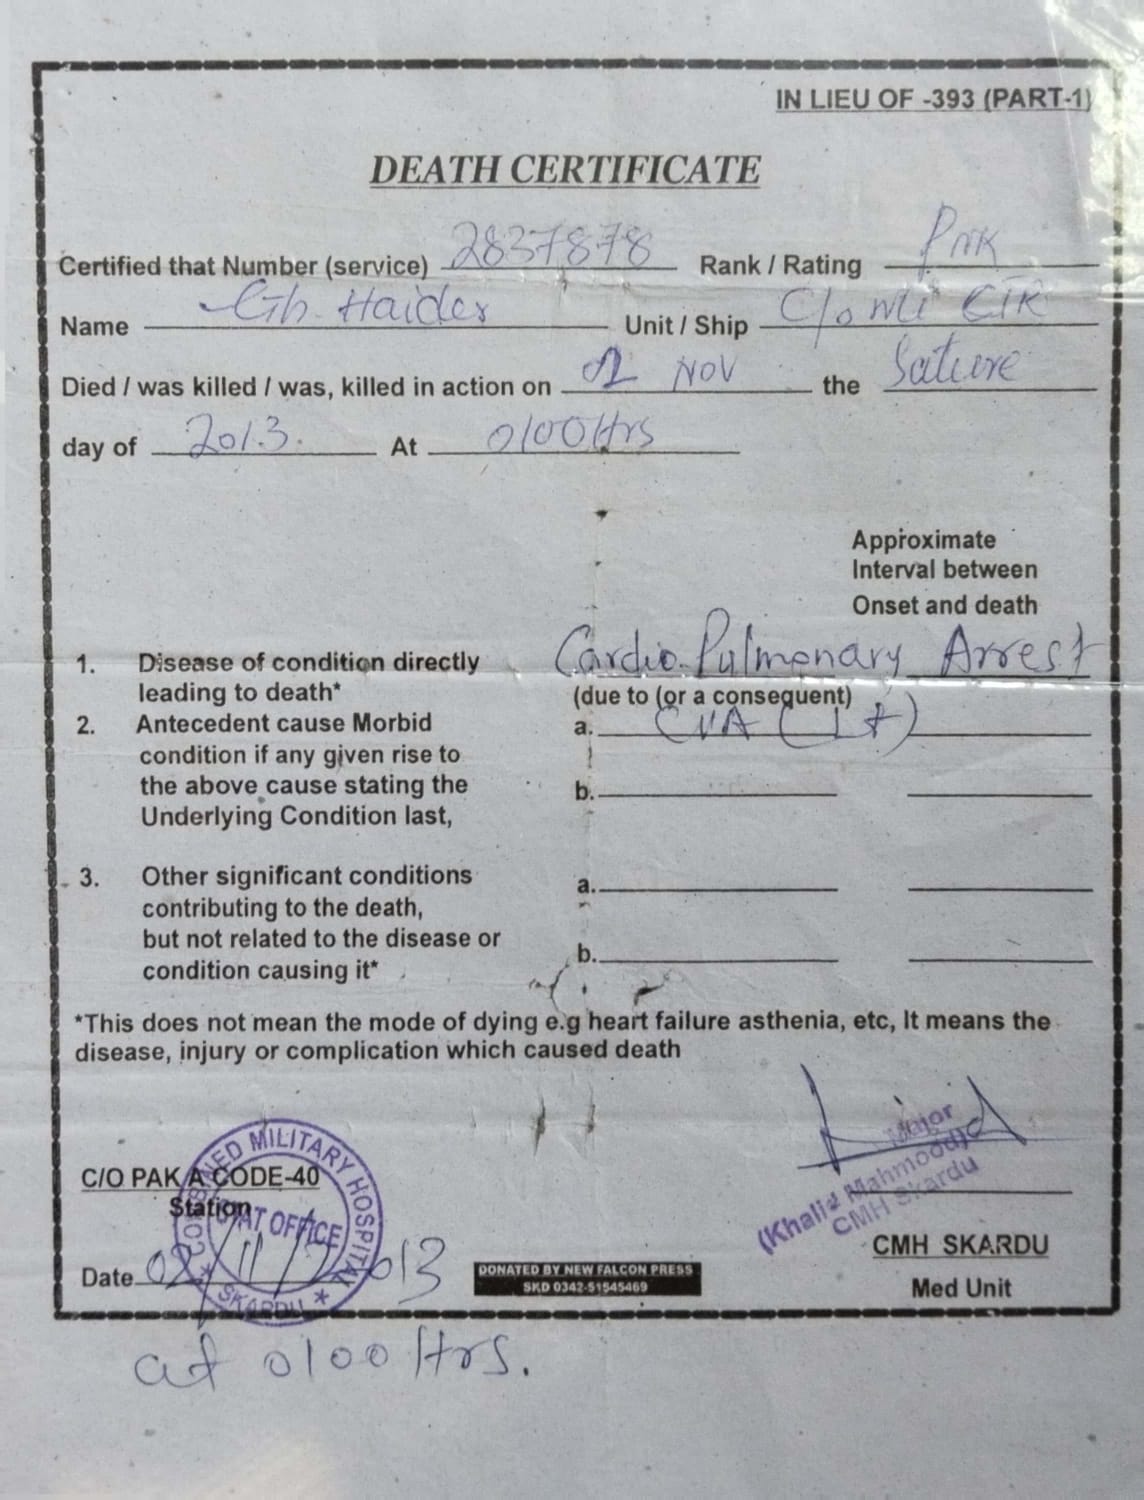 IN LIEU OF -393 (PART-1)
DEATH CERTIFICATE
Certified that Number (service) 2837878 Rank / Rating
Name Gh. Haider Unit / Ship C/o
Died / was killed / was, killed in action on 02 NOV the
day of 2013. At 0100 Hrs
Approximate
Interval between
Onset and death
1. Disease of condition directly Cardio-Pulmonary Arrest
leading to death* (due to (or a consequent)
2. Antecedent cause Morbid a. CVA (Lt)
condition if any given rise to
the above cause stating the b.
Underlying Condition last,
3. Other significant conditions a.
contributing to the death,
but not related to the disease or b.
condition causing it*
*This does not mean the mode of dying e.g heart failure asthenia, etc, It means the
disease, injury or complication which caused death
Major
(Khalid Mahmood)
CMH Skardu
COMBINED MILITARY HOSPITAL
STAT OFFICE
* SKARDU *
C/O PAK A CODE-40
Station
CMH SKARDU
Date 02/11/2013
DONATED BY NEW FALCON PRESS
SKD 0342-51545469
Med Unit
at 0100 Hrs.